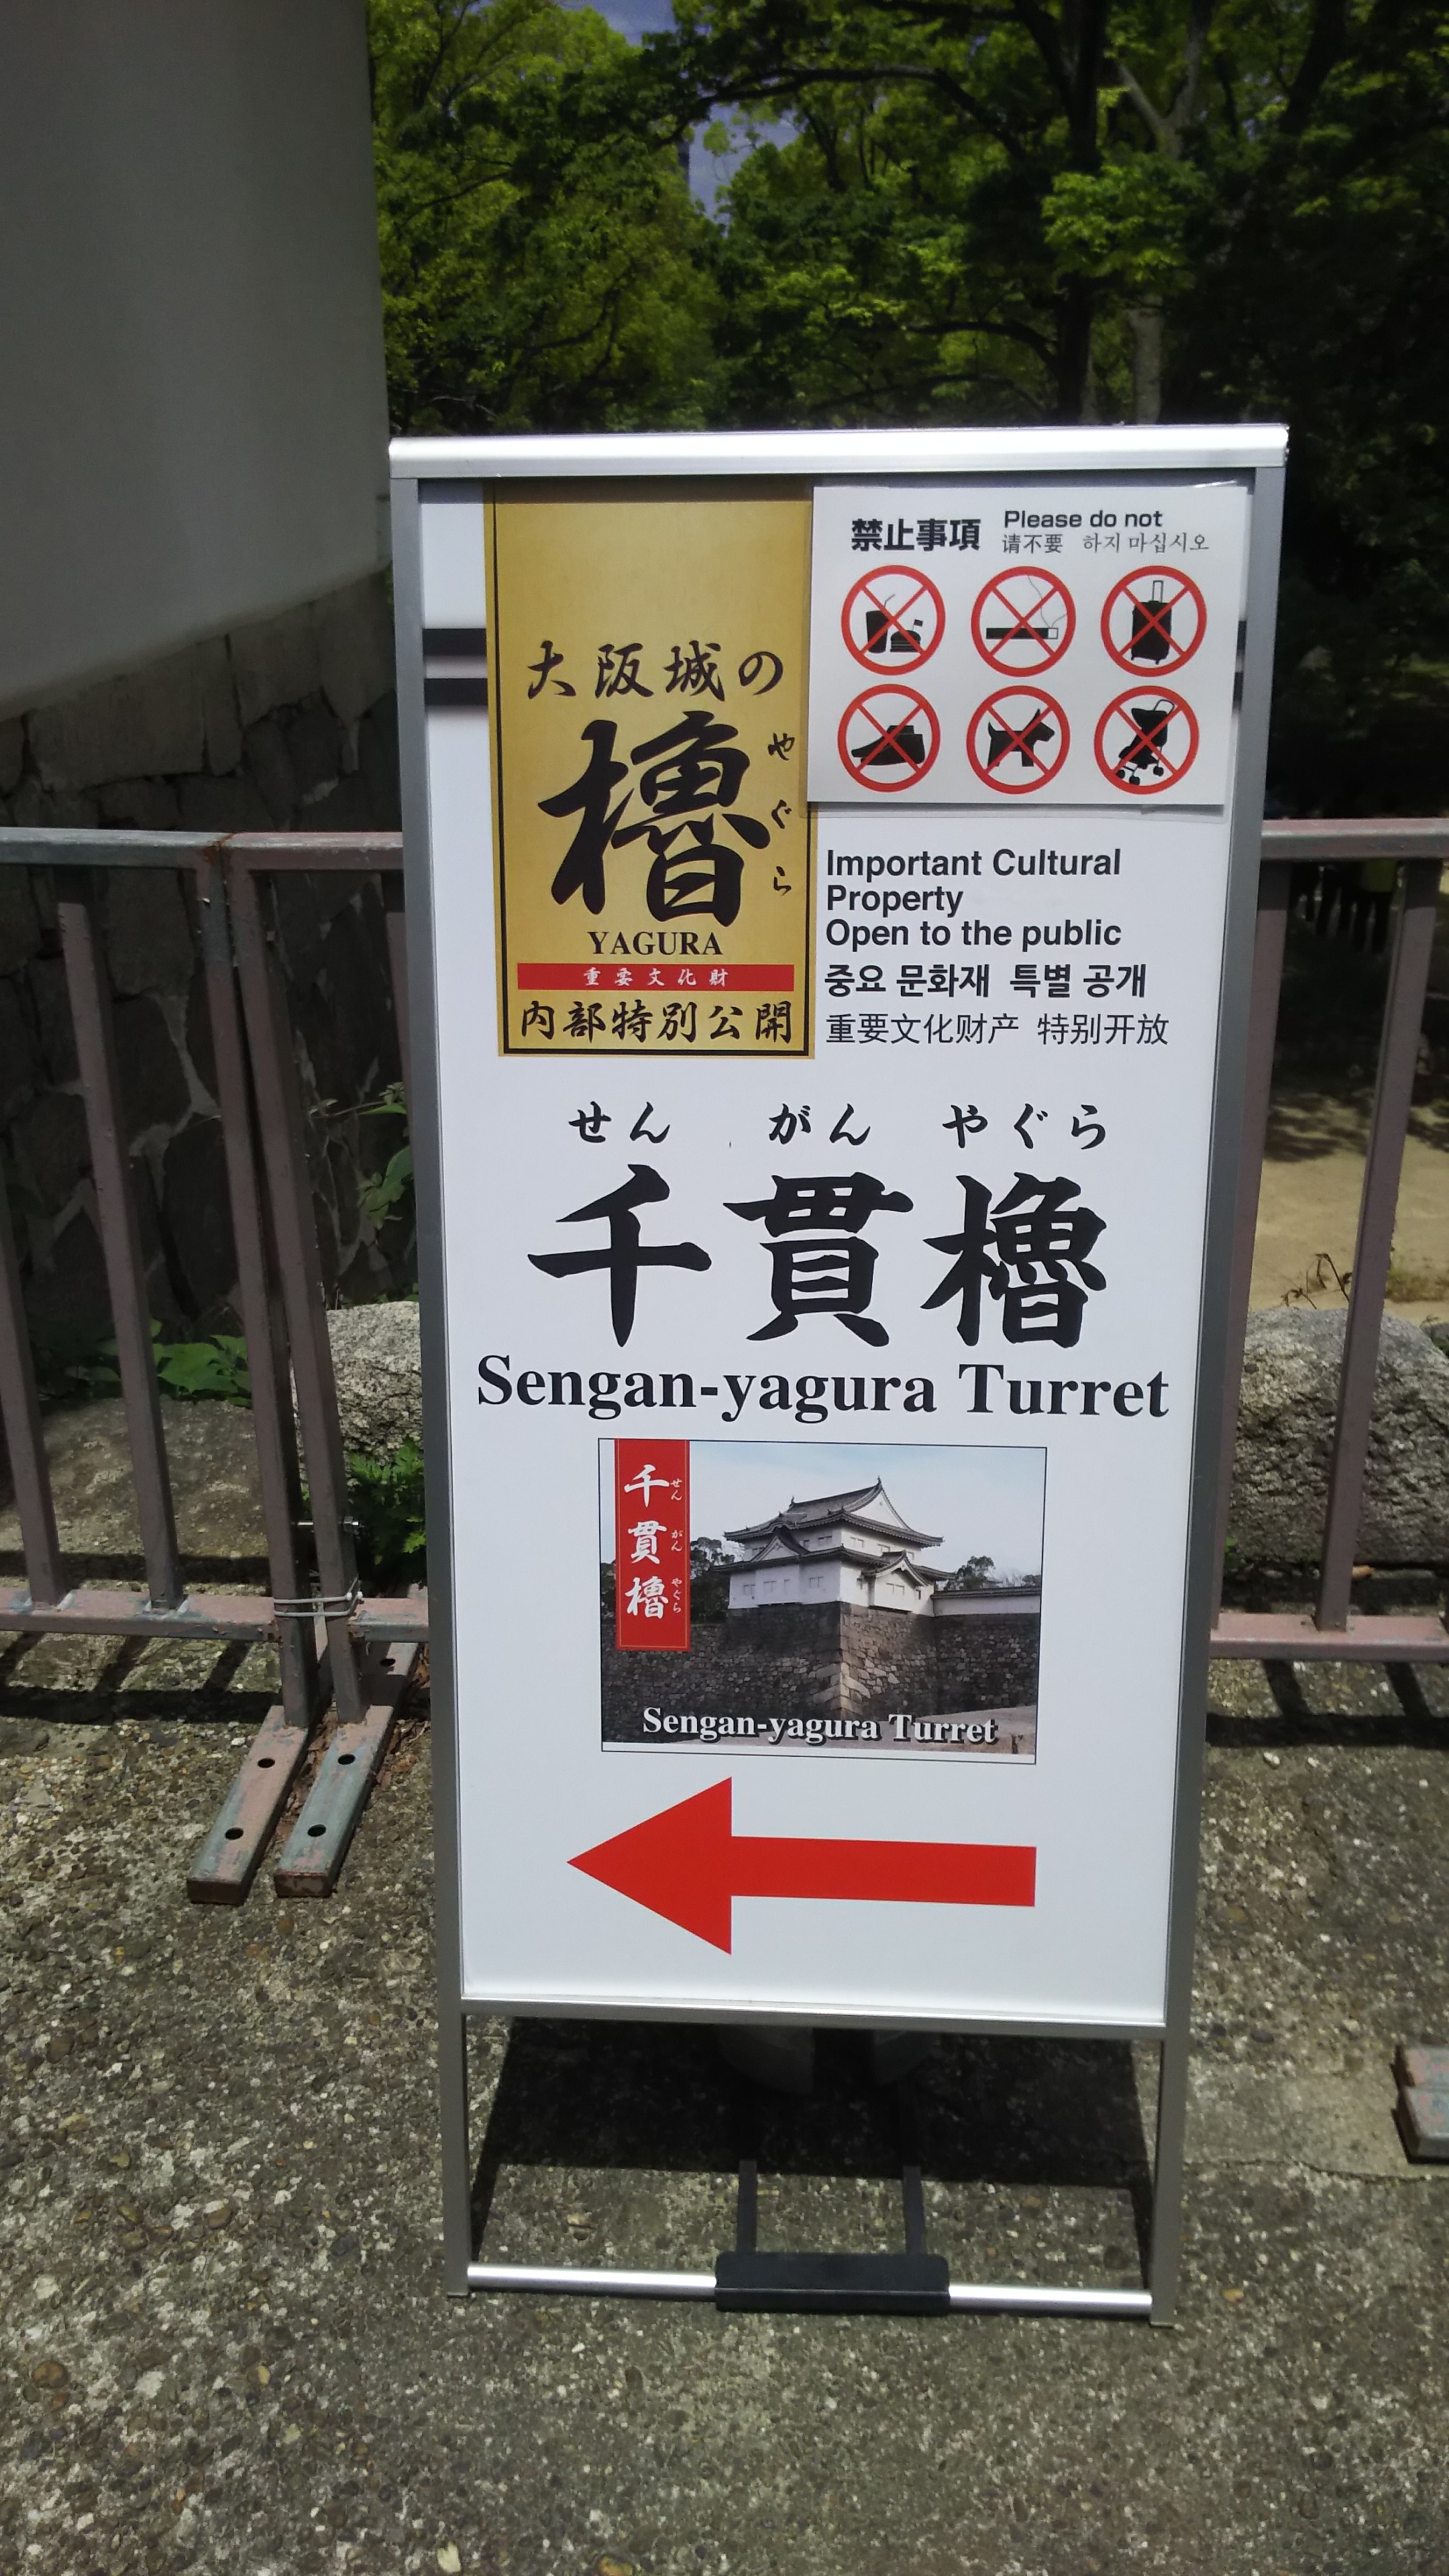 大阪城の
櫓
やぐら
YAGURA
重要文化財
内部特別公開
禁止事項
Please do not
请不要 하지 마십시오
Important Cultural
Property
Open to the public
중요 문화재 특별 공개
重要文化财产 特别开放
せん がん やぐら
千貫櫓
Sengan-yagura Turret
千貫櫓
せん がん やぐら
Sengan-yagura Turret